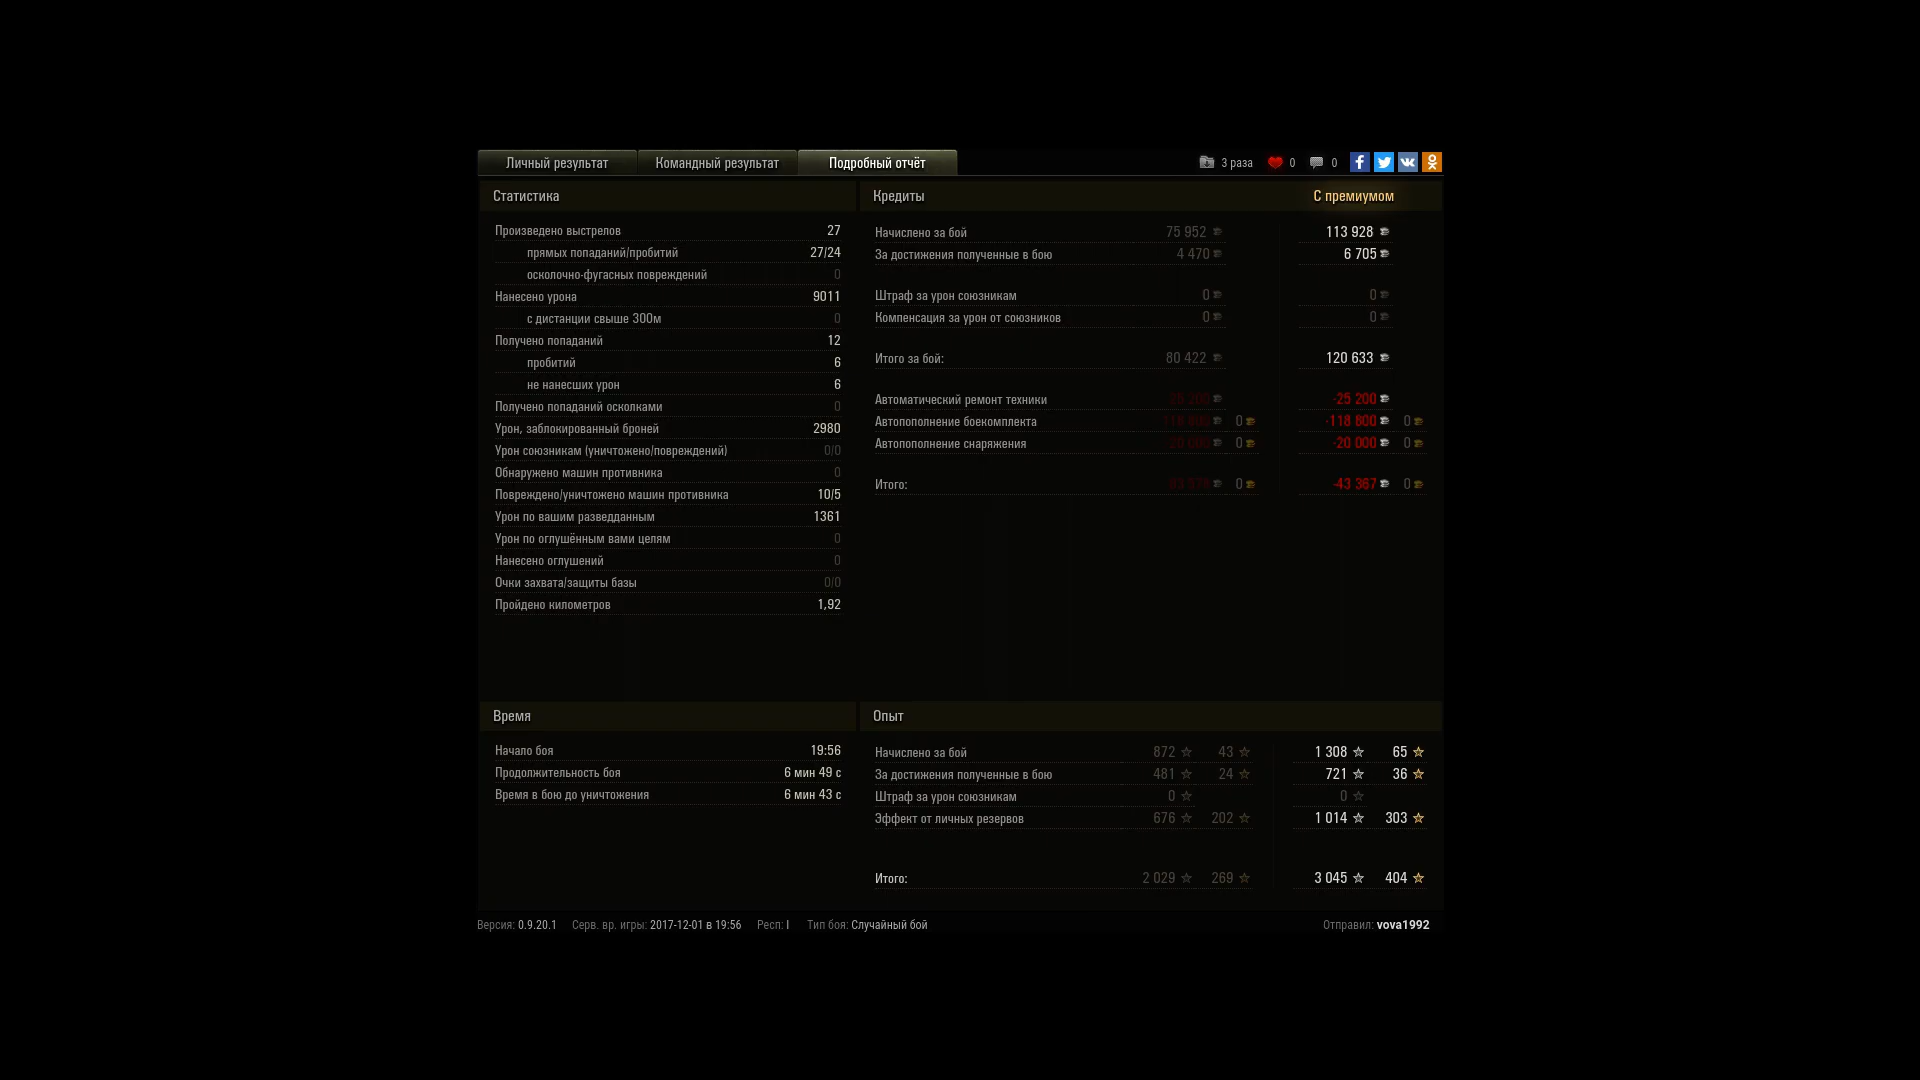 Личный результат Командный результат Подробный отчёт 3 раза 0 0
Статистика
Произведено выстрелов 27
прямых попаданий/пробитий 27/24
осколочно-фугасных повреждений 0
Нанесено урона 9011
с дистанции свыше 300м 0
Получено попаданий 12
пробитий 6
не нанесших урон 6
Получено попаданий осколками 0
Урон, заблокированный броней 2980
Урон союзникам (уничтожено/повреждений) 0/0
Обнаружено машин противника 0
Повреждено/уничтожено машин противника 10/5
Урон по вашим разведданным 1361
Урон по оглушённым вами целям 0
Нанесено оглушений 0
Очки захвата/защиты базы 0/0
Пройдено километров 1,92
Кредиты С премиумом
Начислено за бой 75 952 113 928
За достижения полученные в бою 4 470 6 705
Штраф за урон союзникам 0 0
Компенсация за урон от союзников 0 0
Итого за бой: 80 422 120 633
Автоматический ремонт техники -25 200 -25 200
Автопополнение боекомплекта 0 -118 800 0
Автопополнение снаряжения 0 -20 000 0
Итого: 0 -43 367 0
Время
Начало боя 19:56
Продолжительность боя 6 мин 49 с
Время в бою до уничтожения 6 мин 43 с
Опыт
Начислено за бой 872 43 1 308 65
За достижения полученные в бою 481 24 721 36
Штраф за урон союзникам 0 0
Эффект от личных резервов 676 202 1 014 303
Итого: 2 029 269 3 045 404
Версия: 0.9.20.1 Серв. вр. игры: 2017-12-01 в 19:56 Респ: I Тип боя: Случайный бой Отправил: vova1992